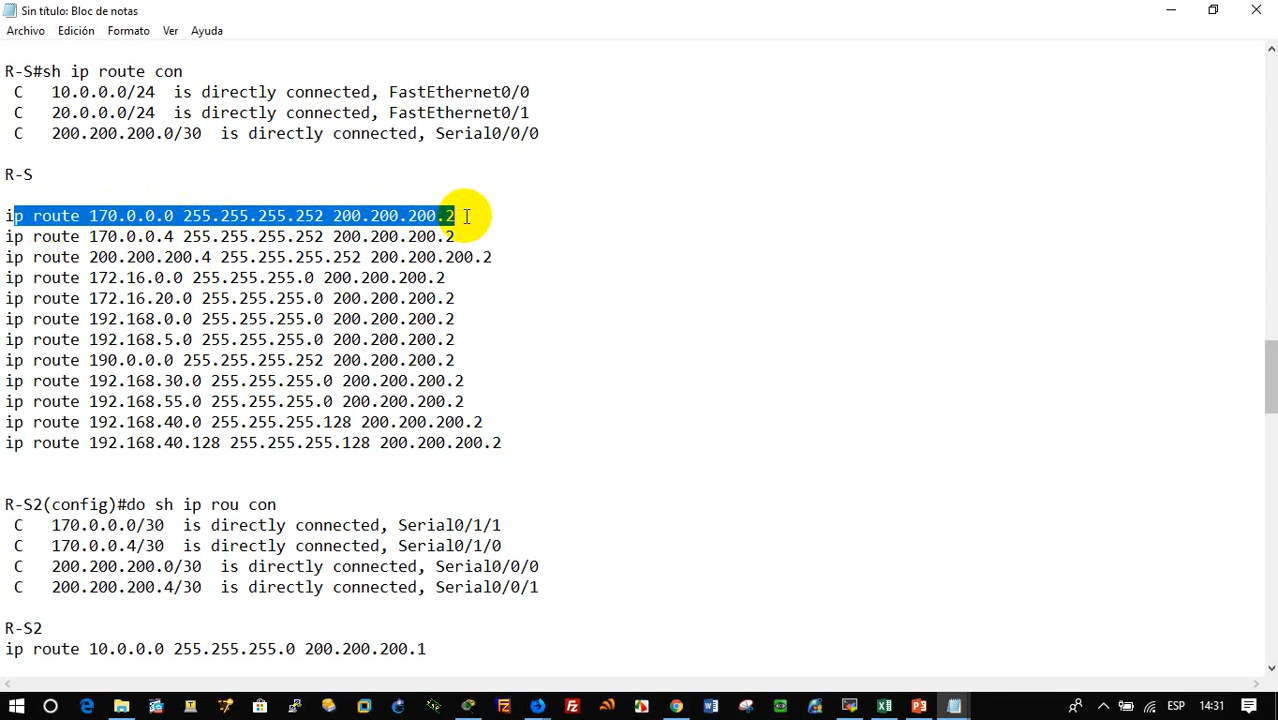 Sin título: Bloc de notas
Archivo Edición Formato Ver Ayuda
R-S#sh ip route con
C 10.0.0.0/24 is directly connected, FastEthernet0/0
C 20.0.0.0/24 is directly connected, FastEthernet0/1
C 200.200.200.0/30 is directly connected, Serial0/0/0
R-S
ip route 170.0.0.0 255.255.255.252 200.200.200.2
ip route 170.0.0.4 255.255.255.252 200.200.200.2
ip route 200.200.200.4 255.255.255.252 200.200.200.2
ip route 172.16.0.0 255.255.255.0 200.200.200.2
ip route 172.16.20.0 255.255.255.0 200.200.200.2
ip route 192.168.0.0 255.255.255.0 200.200.200.2
ip route 192.168.5.0 255.255.255.0 200.200.200.2
ip route 190.0.0.0 255.255.255.252 200.200.200.2
ip route 192.168.30.0 255.255.255.0 200.200.200.2
ip route 192.168.55.0 255.255.255.0 200.200.200.2
ip route 192.168.40.0 255.255.255.128 200.200.200.2
ip route 192.168.40.128 255.255.255.128 200.200.200.2
R-S2(config)#do sh ip rou con
C 170.0.0.0/30 is directly connected, Serial0/1/1
C 170.0.0.4/30 is directly connected, Serial0/1/0
C 200.200.200.0/30 is directly connected, Serial0/0/0
C 200.200.200.4/30 is directly connected, Serial0/0/1
R-S2
ip route 10.0.0.0 255.255.255.0 200.200.200.1
ESP 14:31